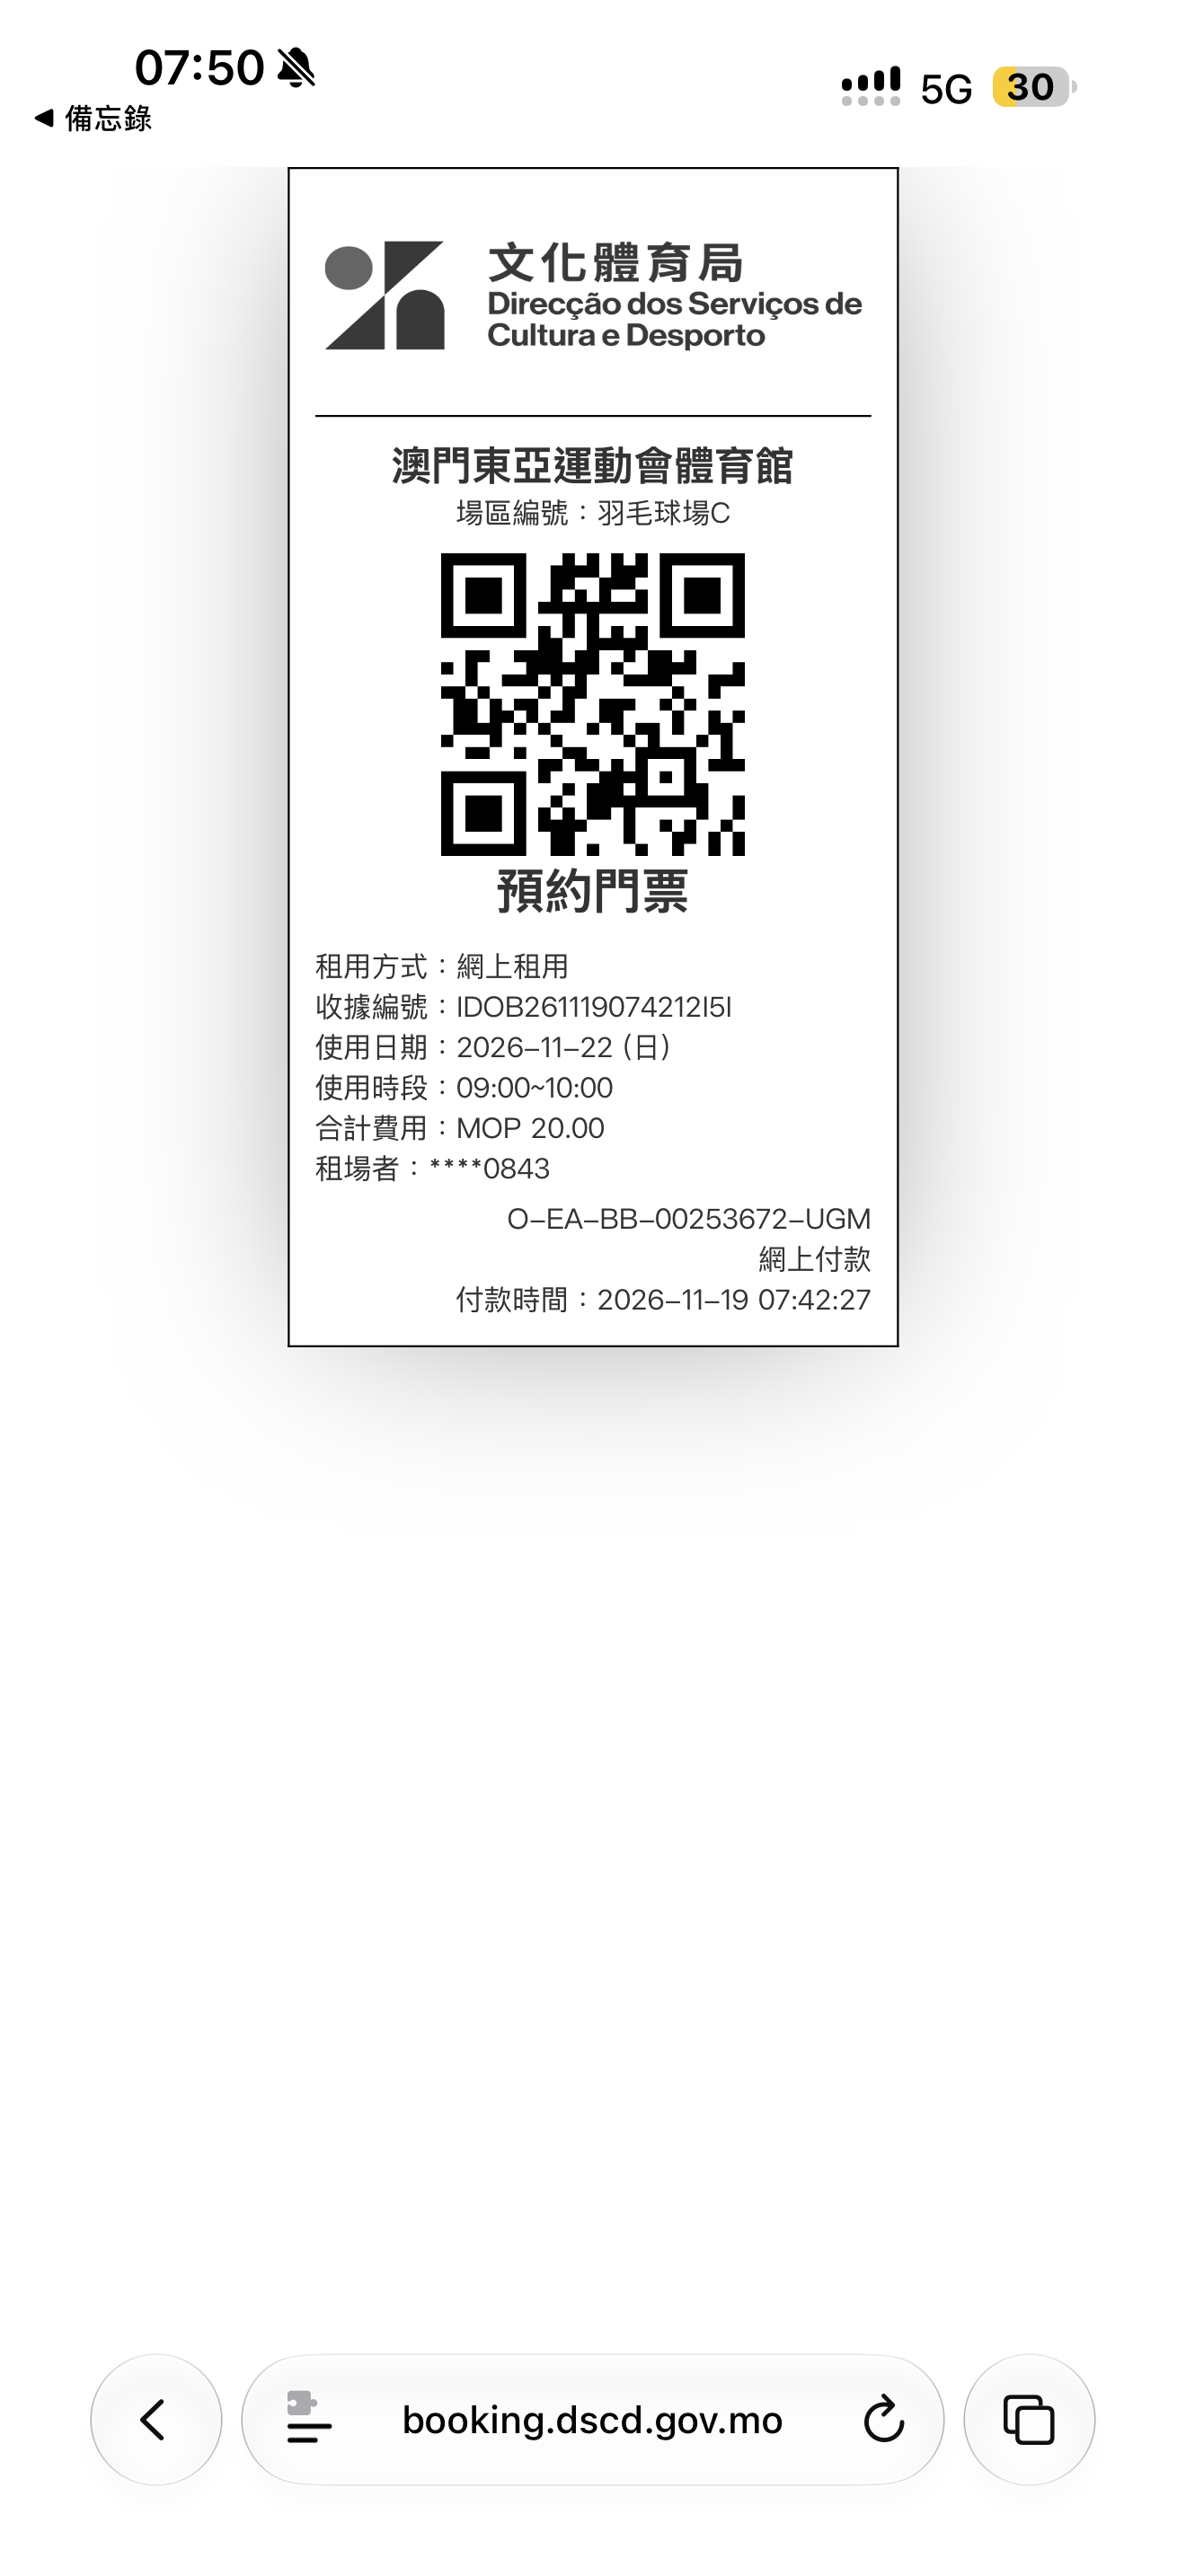 07:50
5G
30
備忘錄
文化體育局
Direcção dos Serviços de
Cultura e Desporto
澳門東亞運動會體育館
場區編號：羽毛球場C
預約門票
租用方式：網上租用
收據編號：IDOB261119074212I5I
使用日期：2026-11-22 (日)
使用時段：09:00~10:00
合計費用：MOP 20.00
租場者：****0843
O-EA-BB-00253672-UGM
網上付款
付款時間：2026-11-19 07:42:27
booking.dscd.gov.mo